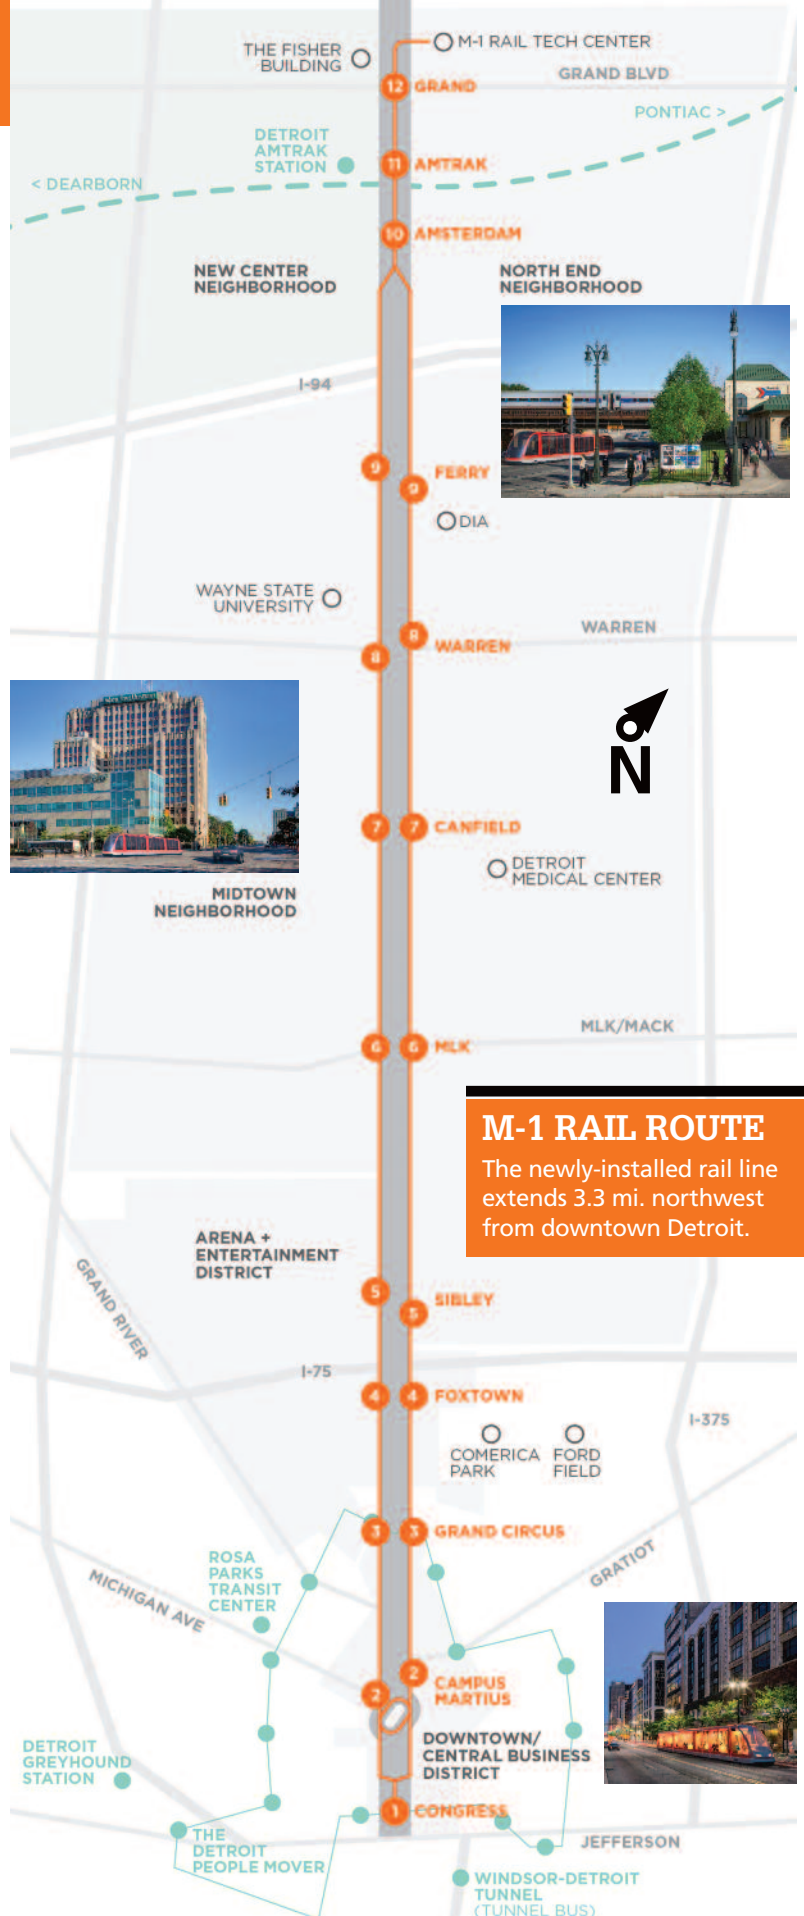 M-1 RAIL TECH CENTER
THE FISHER
BUILDING
GRAND BLVD
12 GRAND
PONTIAC >
DETROIT
AMTRAK
STATION
11 AMTRAK
< DEARBORN
10 AMSTERDAM
NEW CENTER
NEIGHBORHOOD
NORTH END
NEIGHBORHOOD
I-94
9
9
FERRY
DIA
WAYNE STATE
UNIVERSITY
WARREN
8
8
WARREN
N
7 7 CANFIELD
DETROIT
MEDICAL CENTER
MIDTOWN
NEIGHBORHOOD
MLK/MACK
6 6 MLK
M-1 RAIL ROUTE
The newly-installed rail line
extends 3.3 mi. northwest
from downtown Detroit.
ARENA +
ENTERTAINMENT
DISTRICT
GRAND RIVER
5
5
SIBLEY
I-75
4 4 FOXTOWN
I-375
COMERICA
PARK
FORD
FIELD
3 3 GRAND CIRCUS
GRATIOT
ROSA
PARKS
TRANSIT
CENTER
MICHIGAN AVE
2
2
CAMPUS
MARTIUS
DOWNTOWN/
CENTRAL BUSINESS
DISTRICT
DETROIT
GREYHOUND
STATION
1 CONGRESS
THE
DETROIT
PEOPLE MOVER
JEFFERSON
WINDSOR-DETROIT
TUNNEL
(TUNNEL BUS)